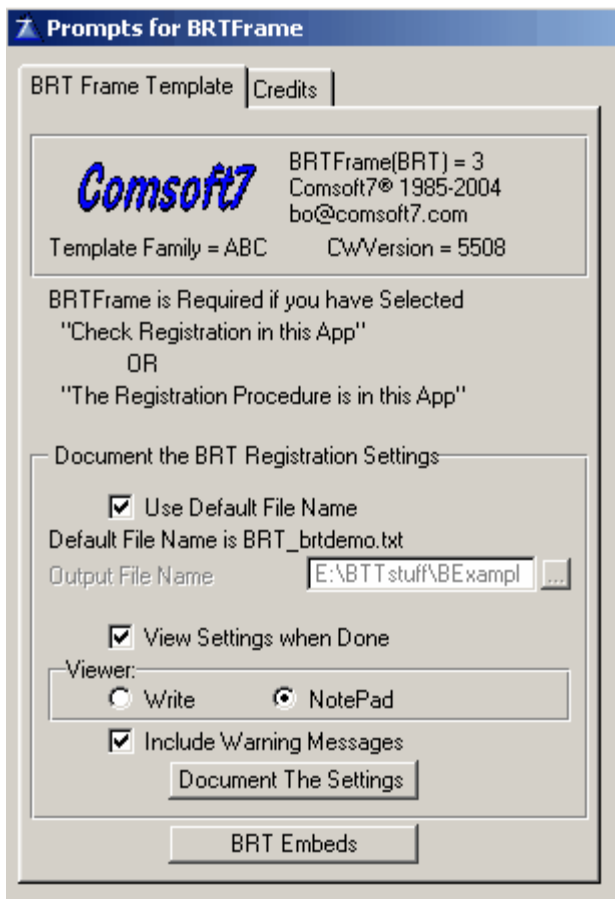 Prompts for BRTFrame
BRT Frame Template
Credits
Comsoft7
BRTFrame(BRT) = 3
Comsoft7® 1985-2004
bo@comsoft7.com
Template Family = ABC
CWVersion = 5508
BRTFrame is Required if you have Selected
"Check Registration in this App"
OR
"The Registration Procedure is in this App"
Document the BRT Registration Settings
Use Default File Name
Default File Name is BRT_brtdemo.txt
Output File Name
E:\BTTstuff\BExampl
...
View Settings when Done
Viewer:
Write
NotePad
Include Warning Messages
Document The Settings
BRT Embeds